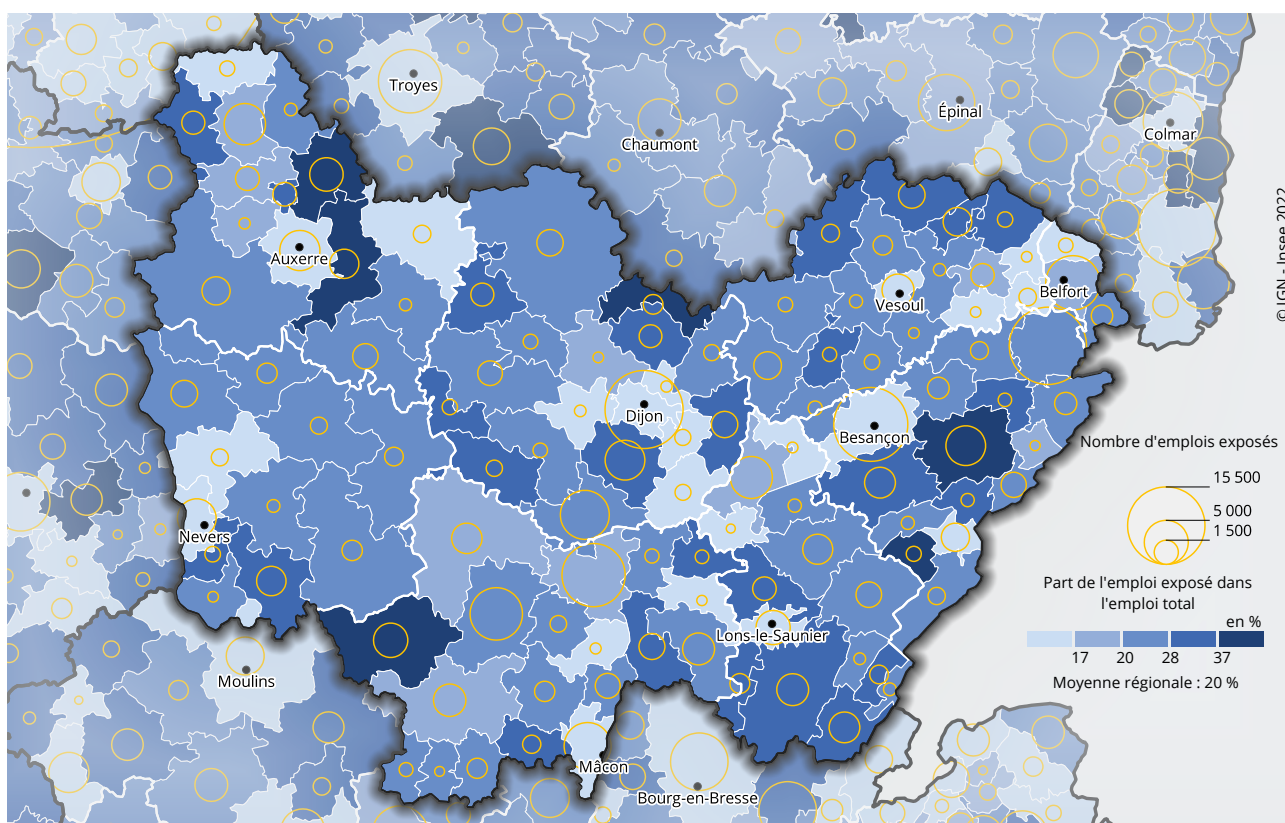 Troyes
Épinal
Chaumont
Colmar
Auxerre
Vesoul
Belfort
Dijon
Besançon
Nevers
Lons-le-Saunier
Moulins
Mâcon
Bourg-en-Bresse
© IGN - Insee 2022
Nombre d'emplois exposés
15 500
5 000
1 500
Part de l'emploi exposé dans
l'emploi total
en %
17 20 28 37
Moyenne régionale : 20 %